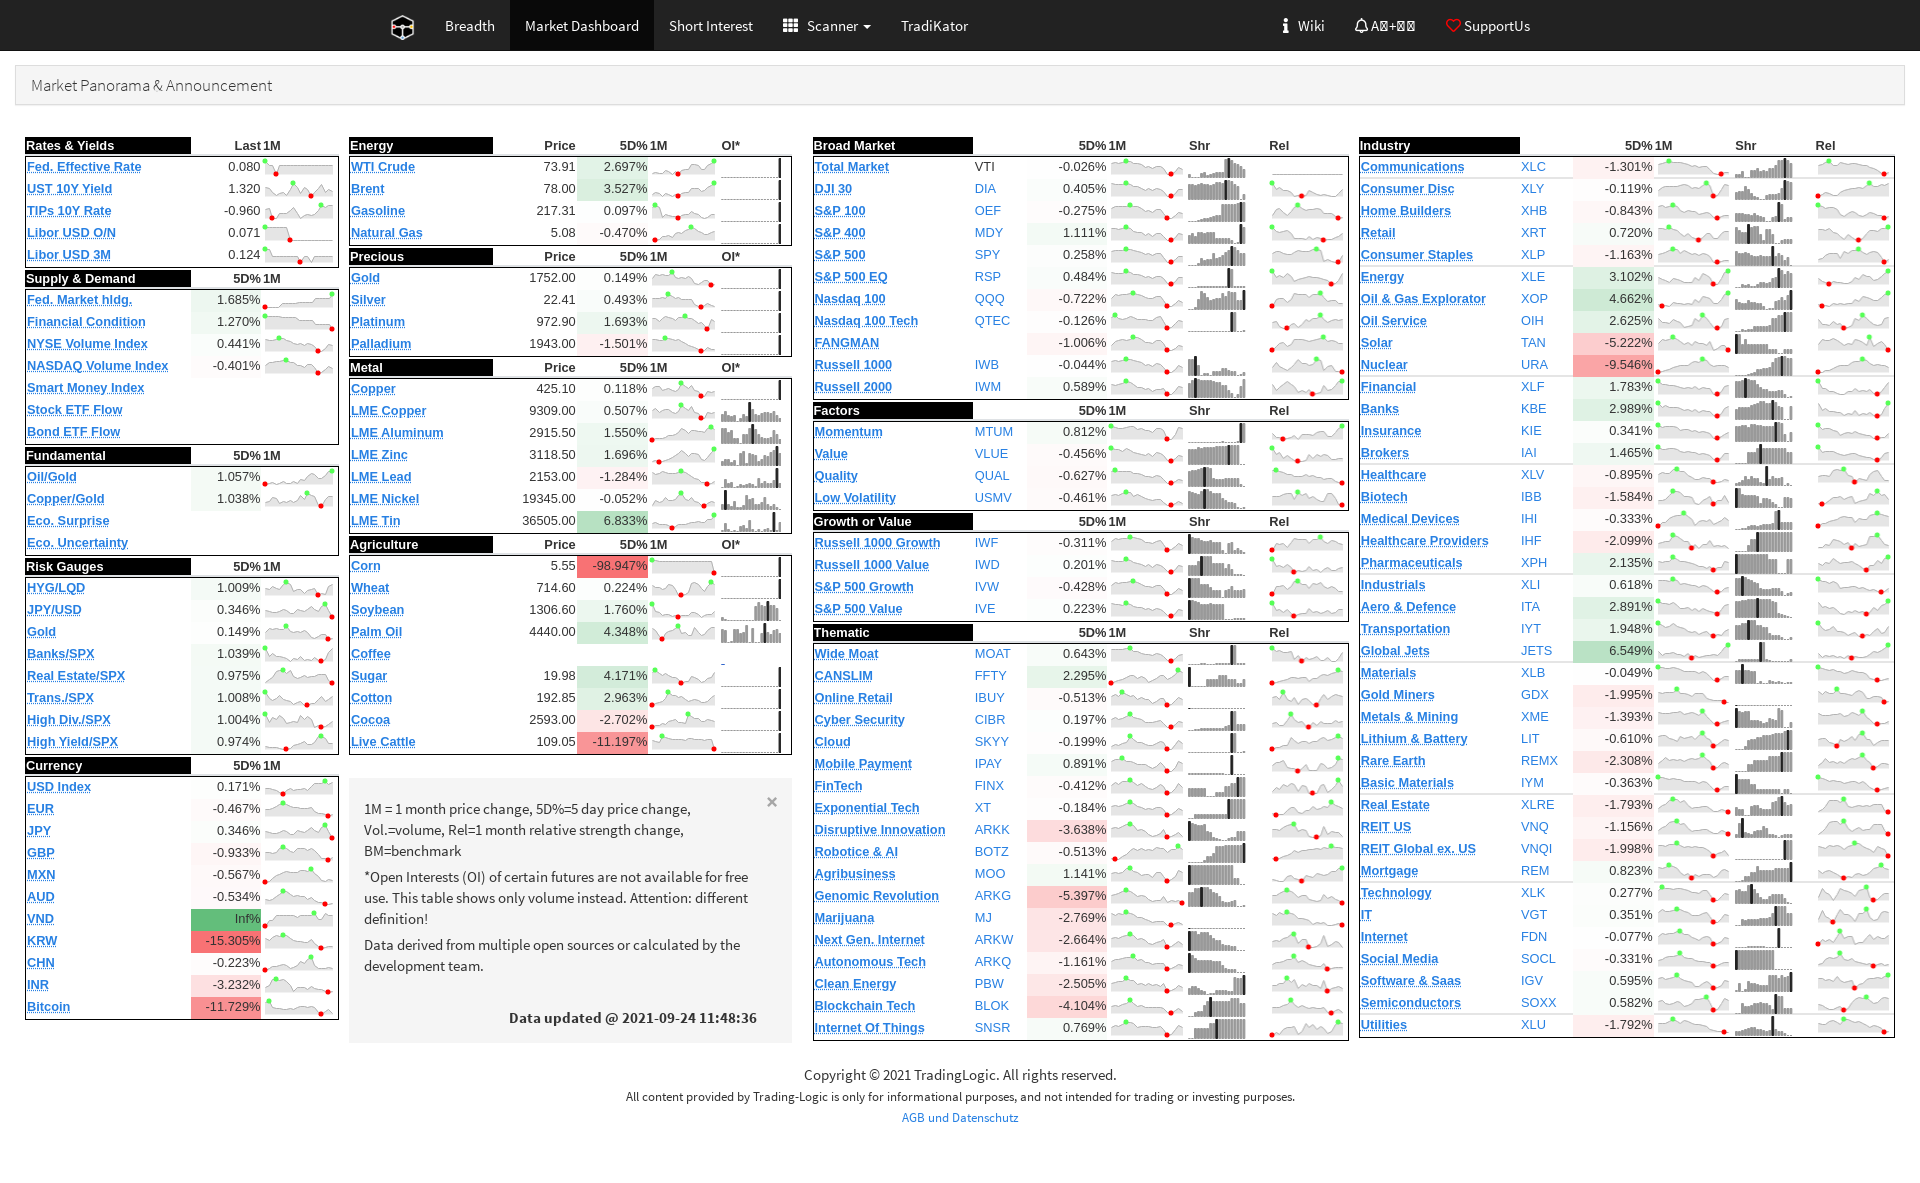 Breadth Market Dashboard Short Interest Scanner TradiKator Wiki SupportUs
Market Panorama & Announcement
Rates & Yields Last 1M
Fed. Effective Rate 0.080
UST 10Y Yield 1.320
TIPs 10Y Rate -0.960
Libor USD O/N 0.071
Libor USD 3M 0.124
Supply & Demand 5D% 1M
Fed. Market hldg. 1.685%
Financial Condition 1.270%
NYSE Volume Index 0.441%
NASDAQ Volume Index -0.401%
Smart Money Index
Stock ETF Flow
Bond ETF Flow
Fundamental 5D% 1M
Oil/Gold 1.057%
Copper/Gold 1.038%
Eco. Surprise
Eco. Uncertainty
Risk Gauges 5D% 1M
HYG/LQD 1.009%
JPY/USD 0.346%
Gold 0.149%
Banks/SPX 1.039%
Real Estate/SPX 0.975%
Trans./SPX 1.008%
High Div./SPX 1.004%
High Yield/SPX 0.974%
Currency 5D% 1M
USD Index 0.171%
EUR -0.467%
JPY 0.346%
GBP -0.933%
MXN -0.567%
AUD -0.534%
VND Inf%
KRW -15.305%
CHN -0.223%
INR -3.232%
Bitcoin -11.729%
Energy Price 5D% 1M OI*
WTI Crude 73.91 2.697%
Brent 78.00 3.527%
Gasoline 217.31 0.097%
Natural Gas 5.08 -0.470%
Precious Price 5D% 1M OI*
Gold 1752.00 0.149%
Silver 22.41 0.493%
Platinum 972.90 1.693%
Palladium 1943.00 -1.501%
Metal Price 5D% 1M OI*
Copper 425.10 0.118%
LME Copper 9309.00 0.507%
LME Aluminum 2915.50 1.550%
LME Zinc 3118.50 1.696%
LME Lead 2153.00 -1.284%
LME Nickel 19345.00 -0.052%
LME Tin 36505.00 6.833%
Agriculture Price 5D% 1M OI*
Corn 5.55 -98.947%
Wheat 714.60 0.224%
Soybean 1306.60 1.760%
Palm Oil 4440.00 4.348%
Coffee
Sugar 19.98 4.171%
Cotton 192.85 2.963%
Cocoa 2593.00 -2.702%
Live Cattle 109.05 -11.197%
×
1M = 1 month price change, 5D%=5 day price change,
Vol.=volume, Rel=1 month relative strength change,
BM=benchmark
*Open Interests (OI) of certain futures are not available for free
use. This table shows only volume instead. Attention: different
definition!
Data derived from multiple open sources or calculated by the
development team.
Data updated @ 2021-09-24 11:48:36
Broad Market 5D% 1M Shr Rel
Total Market VTI -0.026%
DJI 30 DIA 0.405%
S&P 100 OEF -0.275%
S&P 400 MDY 1.111%
S&P 500 SPY 0.258%
S&P 500 EQ RSP 0.484%
Nasdaq 100 QQQ -0.722%
Nasdaq 100 Tech QTEC -0.126%
FANGMAN -1.006%
Russell 1000 IWB -0.044%
Russell 2000 IWM 0.589%
Factors 5D% 1M Shr Rel
Momentum MTUM 0.812%
Value VLUE -0.456%
Quality QUAL -0.627%
Low Volatility USMV -0.461%
Growth or Value 5D% 1M Shr Rel
Russell 1000 Growth IWF -0.311%
Russell 1000 Value IWD 0.201%
S&P 500 Growth IVW -0.428%
S&P 500 Value IVE 0.223%
Thematic 5D% 1M Shr Rel
Wide Moat MOAT 0.643%
CANSLIM FFTY 2.295%
Online Retail IBUY -0.513%
Cyber Security CIBR 0.197%
Cloud SKYY -0.199%
Mobile Payment IPAY 0.891%
FinTech FINX -0.412%
Exponential Tech XT -0.184%
Disruptive Innovation ARKK -3.638%
Robotice & AI BOTZ -0.513%
Agribusiness MOO 1.141%
Genomic Revolution ARKG -5.397%
Marijuana MJ -2.769%
Next Gen. Internet ARKW -2.664%
Autonomous Tech ARKQ -1.161%
Clean Energy PBW -2.505%
Blockchain Tech BLOK -4.104%
Internet Of Things SNSR 0.769%
Industry 5D% 1M Shr Rel
Communications XLC -1.301%
Consumer Disc XLY -0.119%
Home Builders XHB -0.843%
Retail XRT 0.720%
Consumer Staples XLP -1.163%
Energy XLE 3.102%
Oil & Gas Explorator XOP 4.662%
Oil Service OIH 2.625%
Solar TAN -5.222%
Nuclear URA -9.546%
Financial XLF 1.783%
Banks KBE 2.989%
Insurance KIE 0.341%
Brokers IAI 1.465%
Healthcare XLV -0.895%
Biotech IBB -1.584%
Medical Devices IHI -0.333%
Healthcare Providers IHF -2.099%
Pharmaceuticals XPH 2.135%
Industrials XLI 0.618%
Aero & Defence ITA 2.891%
Transportation IYT 1.948%
Global Jets JETS 6.549%
Materials XLB -0.049%
Gold Miners GDX -1.995%
Metals & Mining XME -1.393%
Lithium & Battery LIT -0.610%
Rare Earth REMX -2.308%
Basic Materials IYM -0.363%
Real Estate XLRE -1.793%
REIT US VNQ -1.156%
REIT Global ex. US VNQI -1.998%
Mortgage REM 0.823%
Technology XLK 0.277%
IT VGT 0.351%
Internet FDN -0.077%
Social Media SOCL -0.331%
Software & Saas IGV 0.595%
Semiconductors SOXX 0.582%
Utilities XLU -1.792%
Copyright © 2021 TradingLogic. All rights reserved.
All content provided by Trading-Logic is only for informational purposes, and not intended for trading or investing purposes.
AGB und Datenschutz